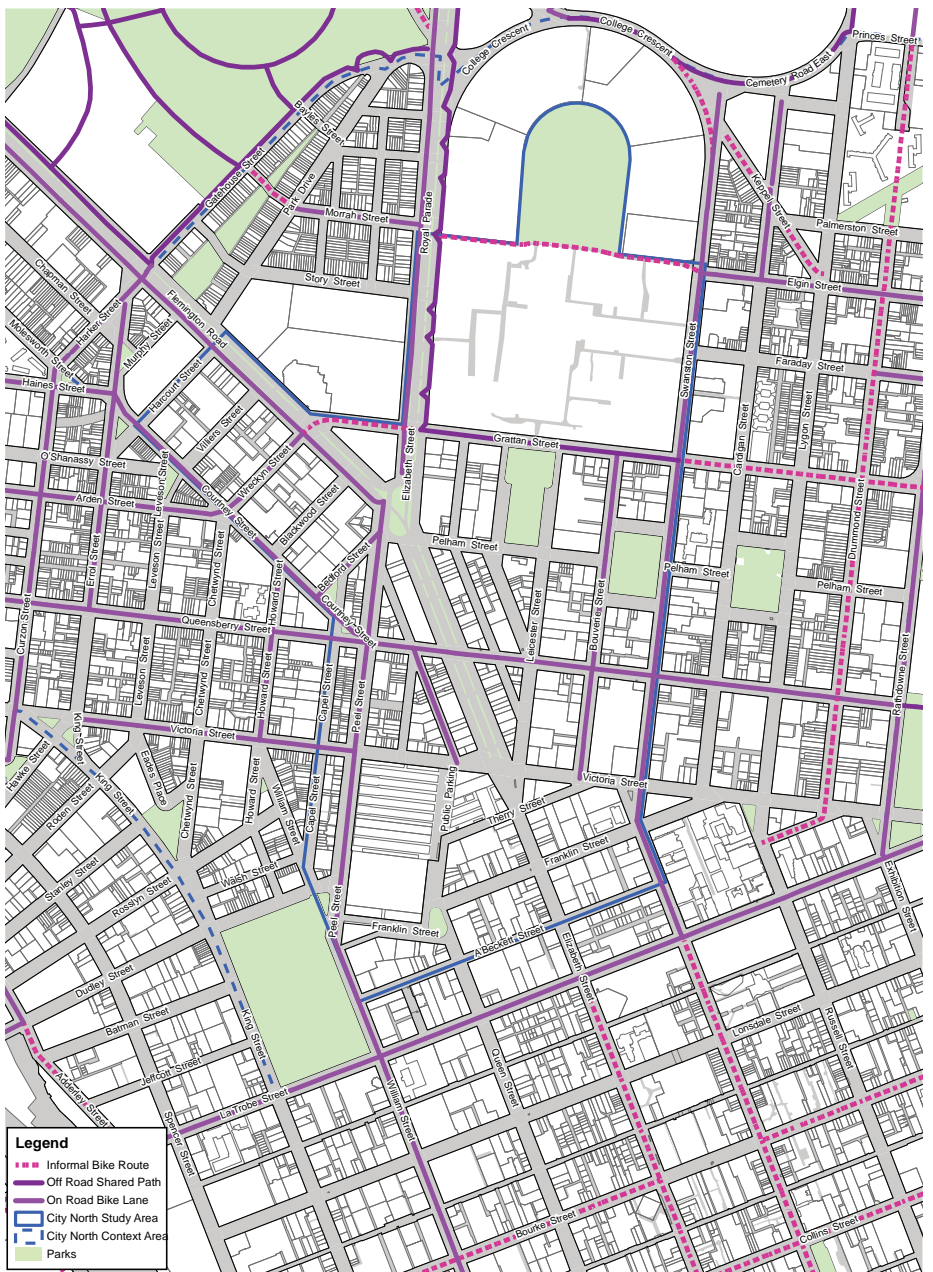 College Crescent
College Crescent
Princes Street
Cemetery Road East
Bayles Street
Gatehouse Street
Park Drive
Royal Parade
Keppel Street
Morrah Street
Palmerston Street
Story Street
Elgin Street
Chapman Street
Harker Street
Flemington Road
Molesworth Street
Murphy Street
Swanston Street
Faraday Street
Haines Street
Harcourt Street
Villiers Street
Cardigan Street
Lygon Street
Grattan Street
Wreckyn Street
Elizabeth Street
O'Shanassy Street
Leveson Street
Arden Street
Courney Street
Blackwood Street
Drummond Street
Pelham Street
Errol Street
Leveson Street
Chetwynd Street
Howard Street
Bedford Street
Pelham Street
Pelham Street
Curzon Street
Queensberry Street
Courney Street
Leicester Street
Bouverie Street
Rathdowne Street
Leveson Street
Chetwynd Street
Howard Street
Capel Street
Peel Street
King Street
Victoria Street
Hawke Street
Eades Place
King Street
Roden Street
Chetwynd Street
Howard Street
William Street
Capel Street
Public Parking
Victoria Street
Therry Street
Franklin Street
Stanley Street
Walsh Street
Rosslyn Street
Exhibition Street
Peel Street
Franklin Street
A'Beckett Street
Elizabeth Street
Dudley Street
Batman Street
King Street
Lonsdale Street
Russell Street
Jeffcott Street
Queen Street
Adderley Street
La Trobe Street
William Street
Spencer Street
Bourke Street
Collins Street
Legend
Informal Bike Route
Off Road Shared Path
On Road Bike Lane
City North Study Area
City North Context Area
Parks